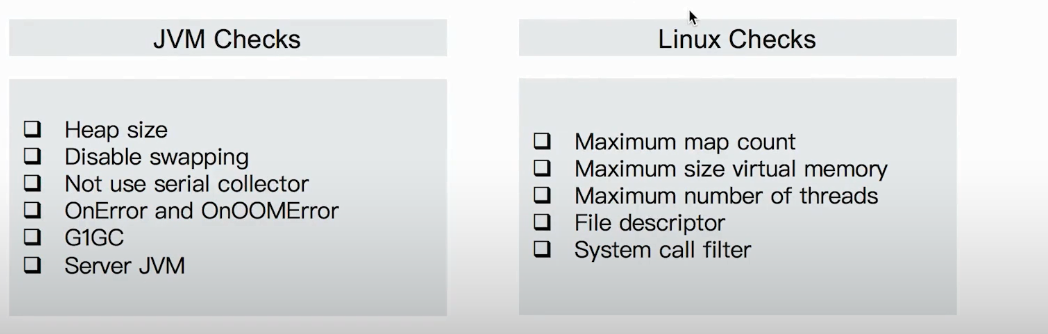 JVM Checks
Heap size
Disable swapping
Not use serial collector
OnError and OnOOMError
G1GC
Server JVM
Linux Checks
Maximum map count
Maximum size virtual memory
Maximum number of threads
File descriptor
System call filter